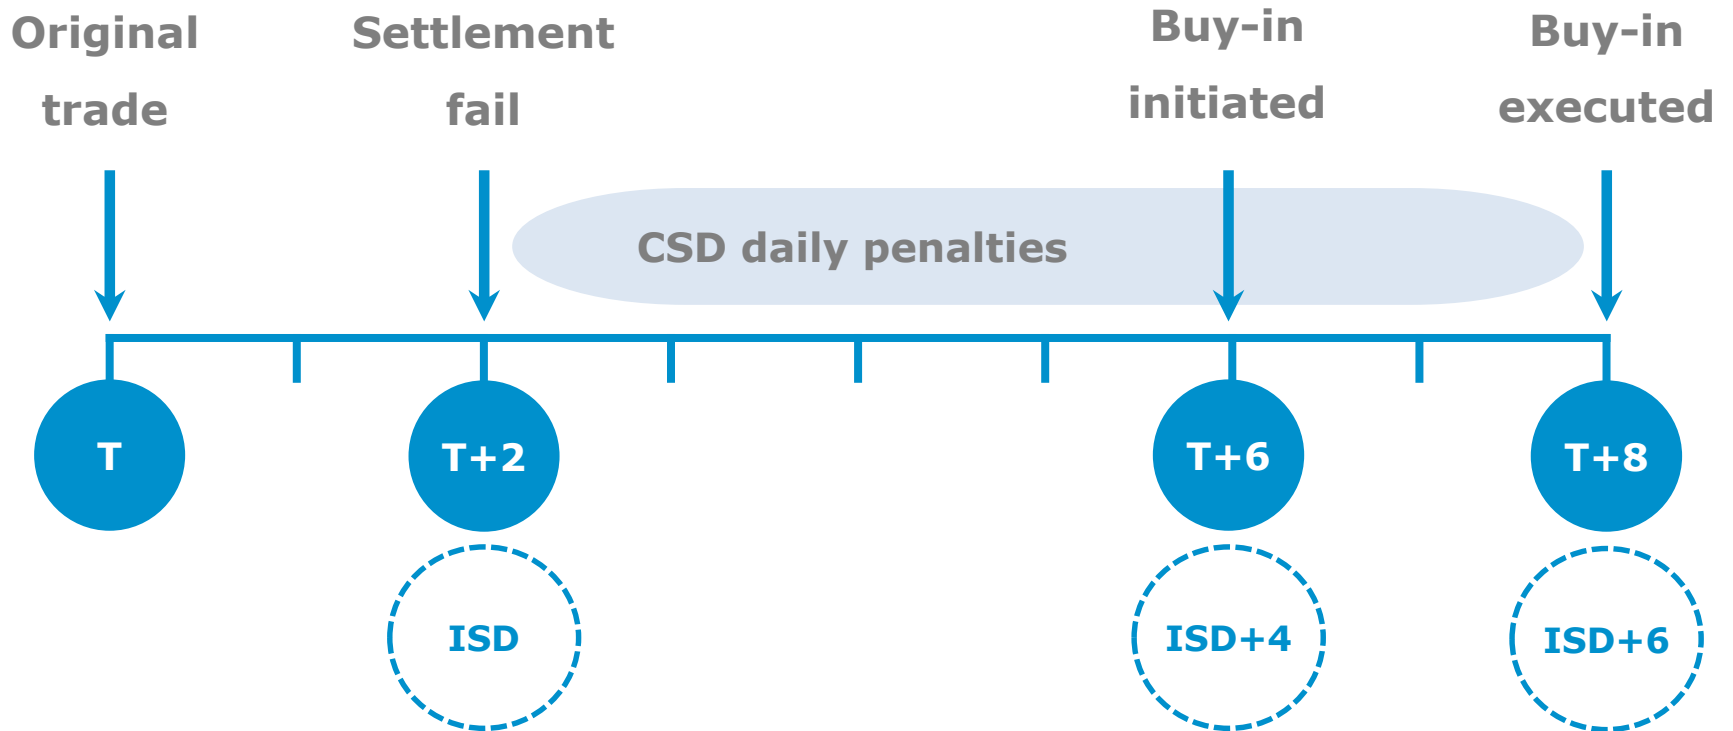 Original
trade
Settlement
fail
Buy-in
initiated
Buy-in
executed
CSD daily penalties
T
T+2
T+6
T+8
ISD
ISD+4
ISD+6